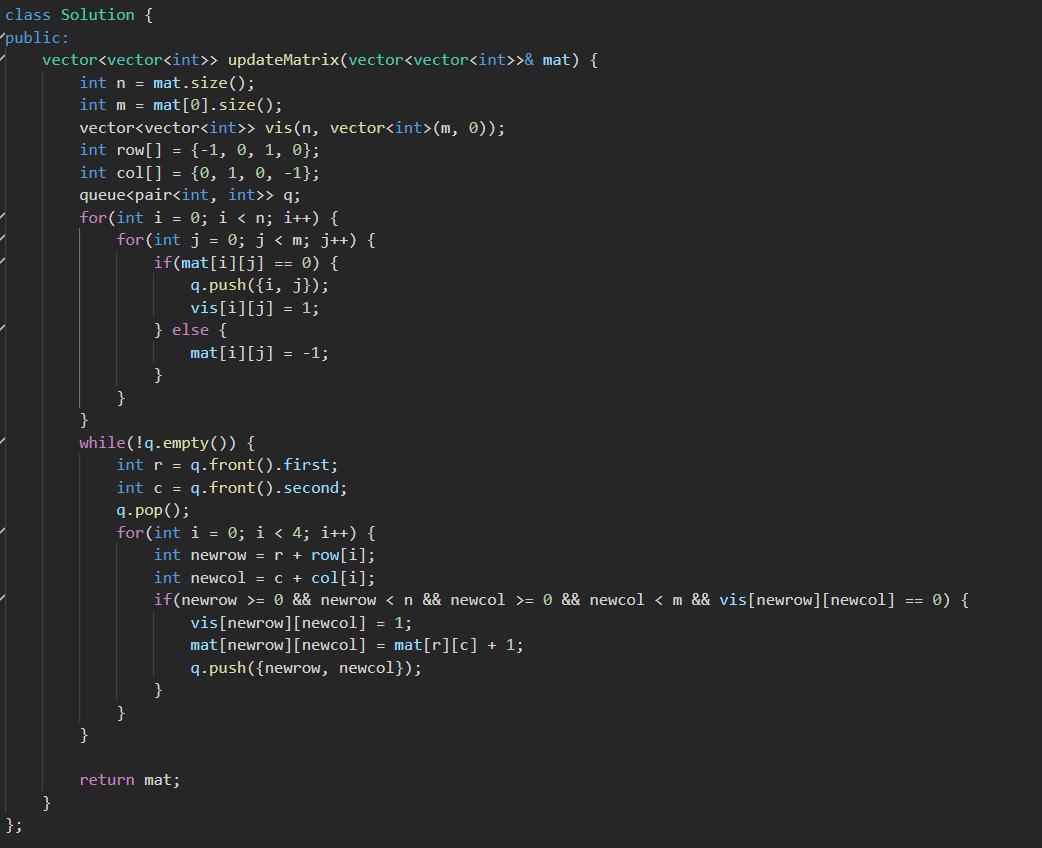 class Solution {
public:
    vector<vector<int>> updateMatrix(vector<vector<int>>& mat) {
        int n = mat.size();
        int m = mat[0].size();
        vector<vector<int>> vis(n, vector<int>(m, 0));
        int row[] = {-1, 0, 1, 0};
        int col[] = {0, 1, 0, -1};
        queue<pair<int, int>> q;
        for(int i = 0; i < n; i++) {
            for(int j = 0; j < m; j++) {
                if(mat[i][j] == 0) {
                    q.push({i, j});
                    vis[i][j] = 1;
                } else {
                    mat[i][j] = -1;
                }
            }
        }
        while(!q.empty()) {
            int r = q.front().first;
            int c = q.front().second;
            q.pop();
            for(int i = 0; i < 4; i++) {
                int newrow = r + row[i];
                int newcol = c + col[i];
                if(newrow >= 0 && newrow < n && newcol >= 0 && newcol < m && vis[newrow][newcol] == 0) {
                    vis[newrow][newcol] = 1;
                    mat[newrow][newcol] = mat[r][c] + 1;
                    q.push({newrow, newcol});
                }
            }
        }

        return mat;
    }
};